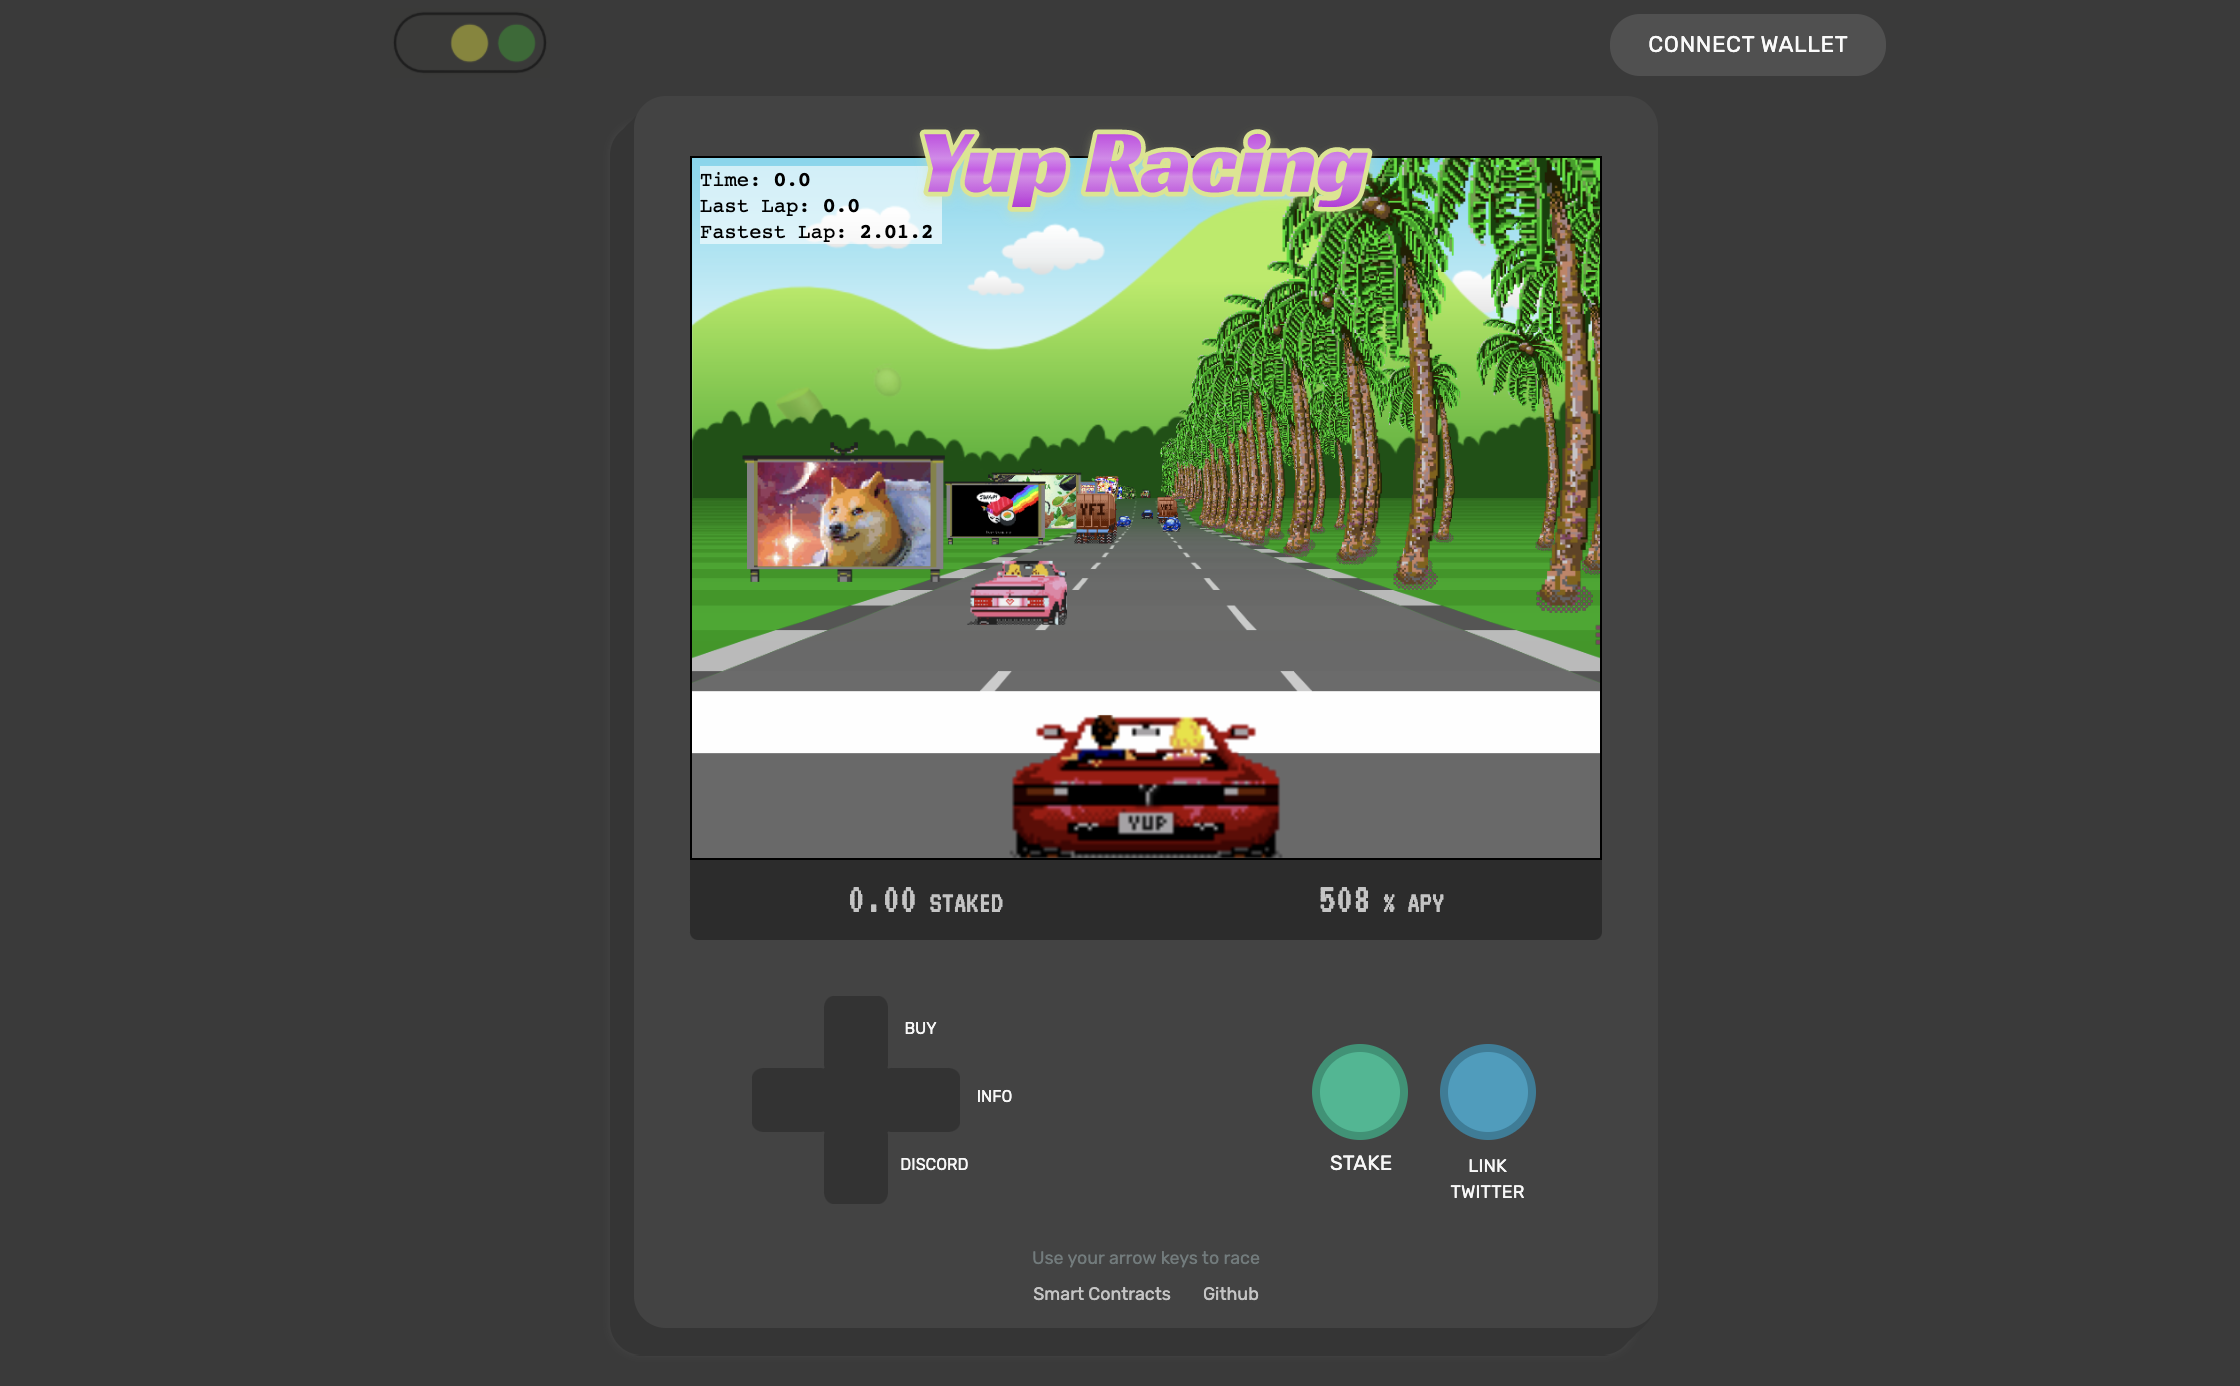 CONNECT WALLET
Yup Racing
Time: 0.0
Last Lap: 0.0
Fastest Lap: 2.01.2
YFI
YFI
YUP
0.00 STAKED
508 % APY
BUY
INFO
DISCORD
STAKE
LINK
TWITTER
Use your arrow keys to race
Smart Contracts Github